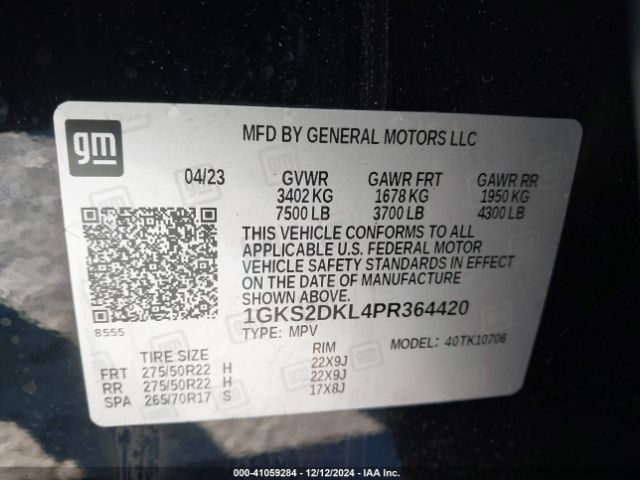 gm
MFD BY GENERAL MOTORS LLC
04/23 GVWR GAWR FRT GAWR RR
3402 KG 1678 KG 1950 KG
7500 LB 3700 LB 4300 LB
THIS VEHICLE CONFORMS TO ALL
APPLICABLE U.S. FEDERAL MOTOR
VEHICLE SAFETY STANDARDS IN EFFECT
ON THE DATE OF MANUFACTURE
SHOWN ABOVE.
8555
1GKS2DKL4PR364420
TYPE: MPV MODEL: 40TK10706
TIRE SIZE RIM
FRT 275/50R22 H 22X9J
RR 275/50R22 H 22X9J
SPA 265/70R17 S 17X8J
000-41059284 - 12/12/2024 - IAA Inc.